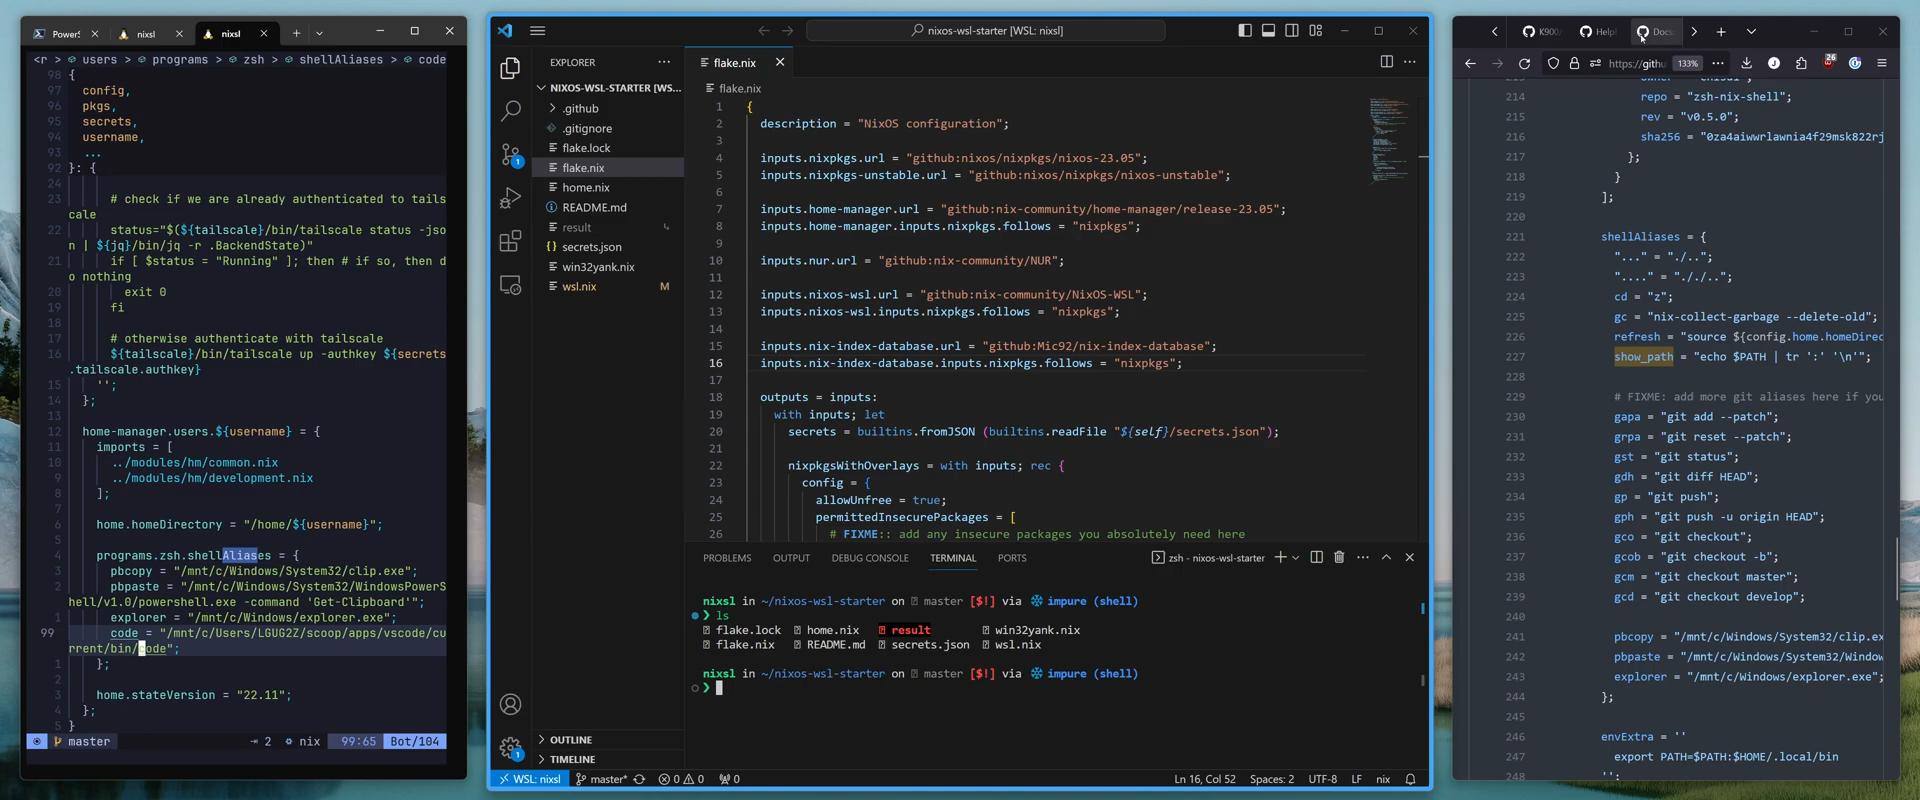 PowerS
nixsl
nixsl
<r > users > programs > zsh > shellAliases > code
98 {
97 config,
96 pkgs,
95 secrets,
94 username,
93 ...
92 }: {
24
23 # check if we are already authenticated to tails
cale
22 status="$(${tailscale}/bin/tailscale status -jso
n | ${jq}/bin/jq -r .BackendState)"
21 if [ $status = "Running" ]; then # if so, then d
o nothing
20 exit 0
19 fi
18
17 # otherwise authenticate with tailscale
16 ${tailscale}/bin/tailscale up -authkey ${secrets
.tailscale.authkey}
15 '';
14 };
13
12 home-manager.users.${username} = {
11 imports = [
10 ../modules/hm/common.nix
9 ../modules/hm/development.nix
8 ];
7
6 home.homeDirectory = "/home/${username}";
5
4 programs.zsh.shellAliases = {
3 pbcopy = "/mnt/c/Windows/System32/clip.exe";
2 pbpaste = "/mnt/c/Windows/System32/WindowsPowerS
hell/v1.0/powershell.exe -command 'Get-Clipboard'";
1 explorer = "/mnt/c/Windows/explorer.exe";
99 code = "/mnt/c/Users/LGUG2Z/scoop/apps/vscode/cu
rrent/bin/code";
1 };
2
3 home.stateVersion = "22.11";
4 };
5 }
master 2 nix 99:65 Bot/104
nixos-wsl-starter [WSL: nixsl]
EXPLORER
NIXOS-WSL-STARTER [WS...
.github
.gitignore
flake.lock
flake.nix
home.nix
README.md
result
secrets.json
win32yank.nix
wsl.nix M
OUTLINE
TIMELINE
1
1
flake.nix
flake.nix
1 {
2 description = "NixOS configuration";
3
4 inputs.nixpkgs.url = "github:nixos/nixpkgs/nixos-23.05";
5 inputs.nixpkgs-unstable.url = "github:nixos/nixpkgs/nixos-unstable";
6
7 inputs.home-manager.url = "github:nix-community/home-manager/release-23.05";
8 inputs.home-manager.inputs.nixpkgs.follows = "nixpkgs";
9
10 inputs.nur.url = "github:nix-community/NUR";
11
12 inputs.nixos-wsl.url = "github:nix-community/NixOS-WSL";
13 inputs.nixos-wsl.inputs.nixpkgs.follows = "nixpkgs";
14
15 inputs.nix-index-database.url = "github:Mic92/nix-index-database";
16 inputs.nix-index-database.inputs.nixpkgs.follows = "nixpkgs";
17
18 outputs = inputs:
19 with inputs; let
20 secrets = builtins.fromJSON (builtins.readFile "${self}/secrets.json");
21
22 nixpkgsWithOverlays = with inputs; rec {
23 config = {
24 allowUnfree = true;
25 permittedInsecurePackages = [
26 # FIXME:: add any insecure packages you absolutely need here
PROBLEMS OUTPUT DEBUG CONSOLE TERMINAL PORTS
zsh - nixos-wsl-starter
nixsl in ~/nixos-wsl-starter on master [$!] via impure (shell)
❯ ls
flake.lock home.nix result win32yank.nix
flake.nix README.md secrets.json wsl.nix
nixsl in ~/nixos-wsl-starter on master [$!] via impure (shell)
❯
WSL: nixsl master* 0 0 0
Ln 16, Col 52 Spaces: 2 UTF-8 LF nix
K900/
Help!
Docs
https://githu 133% 26
213 owner
214 repo = "zsh-nix-shell";
215 rev = "v0.5.0";
216 sha256 = "0za4aiwwrlawnia4f29msk822rj
217 };
218 }
219 ];
220
221 shellAliases = {
222 "..." = "./..";
223 "...." = "././..";
224 cd = "z";
225 gc = "nix-collect-garbage --delete-old";
226 refresh = "source ${config.home.homeDirec
227 show_path = "echo $PATH | tr ':' '\n'";
228
229 # FIXME: add more git aliases here if you
230 gapa = "git add --patch";
231 grpa = "git reset --patch";
232 gst = "git status";
233 gdh = "git diff HEAD";
234 gp = "git push";
235 gph = "git push -u origin HEAD";
236 gco = "git checkout";
237 gcob = "git checkout -b";
238 gcm = "git checkout master";
239 gcd = "git checkout develop";
240
241 pbcopy = "/mnt/c/Windows/System32/clip.ex
242 pbpaste = "/mnt/c/Windows/System32/Window
243 explorer = "/mnt/c/Windows/explorer.exe";
244 };
245
246 envExtra = ''
247 export PATH=$PATH:$HOME/.local/bin
248 '';